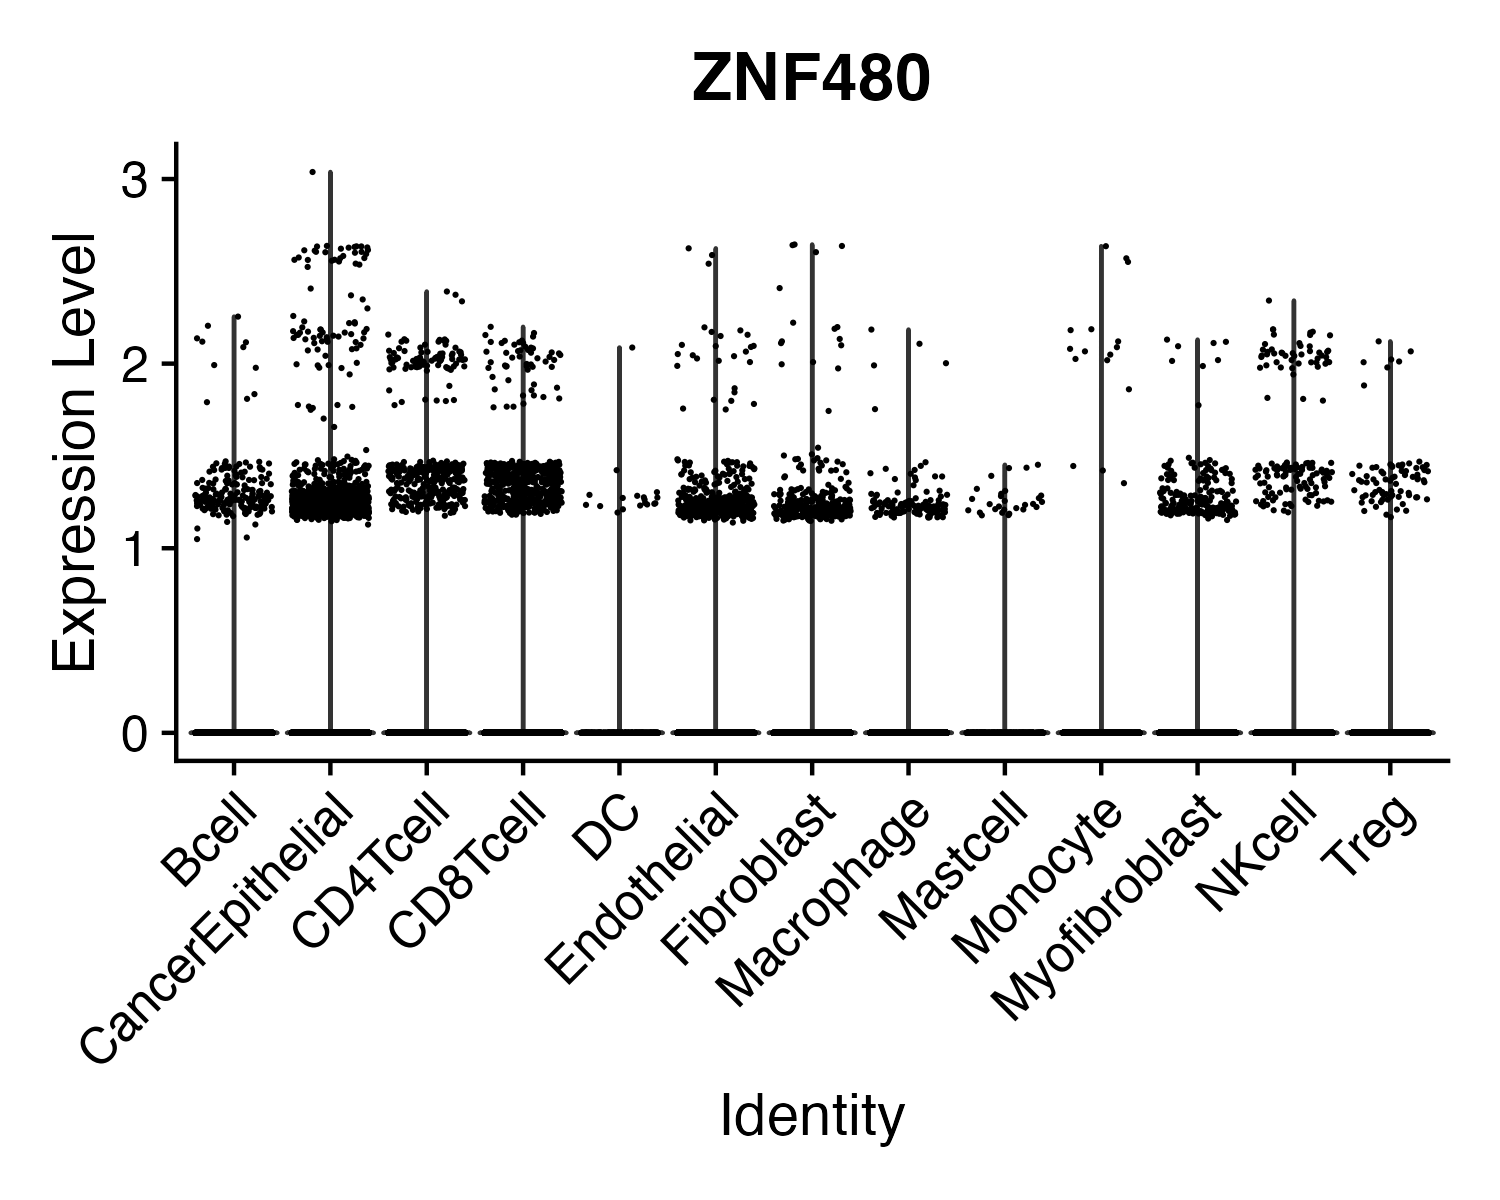 ZNF480
Expression Level
3
2
1
0
Bcell
CancerEpithelial
CD4Tcell
CD8Tcell
DC
Endothelial
Fibroblast
Macrophage
Mastcell
Monocyte
Myofibroblast
NKcell
Treg
Identity